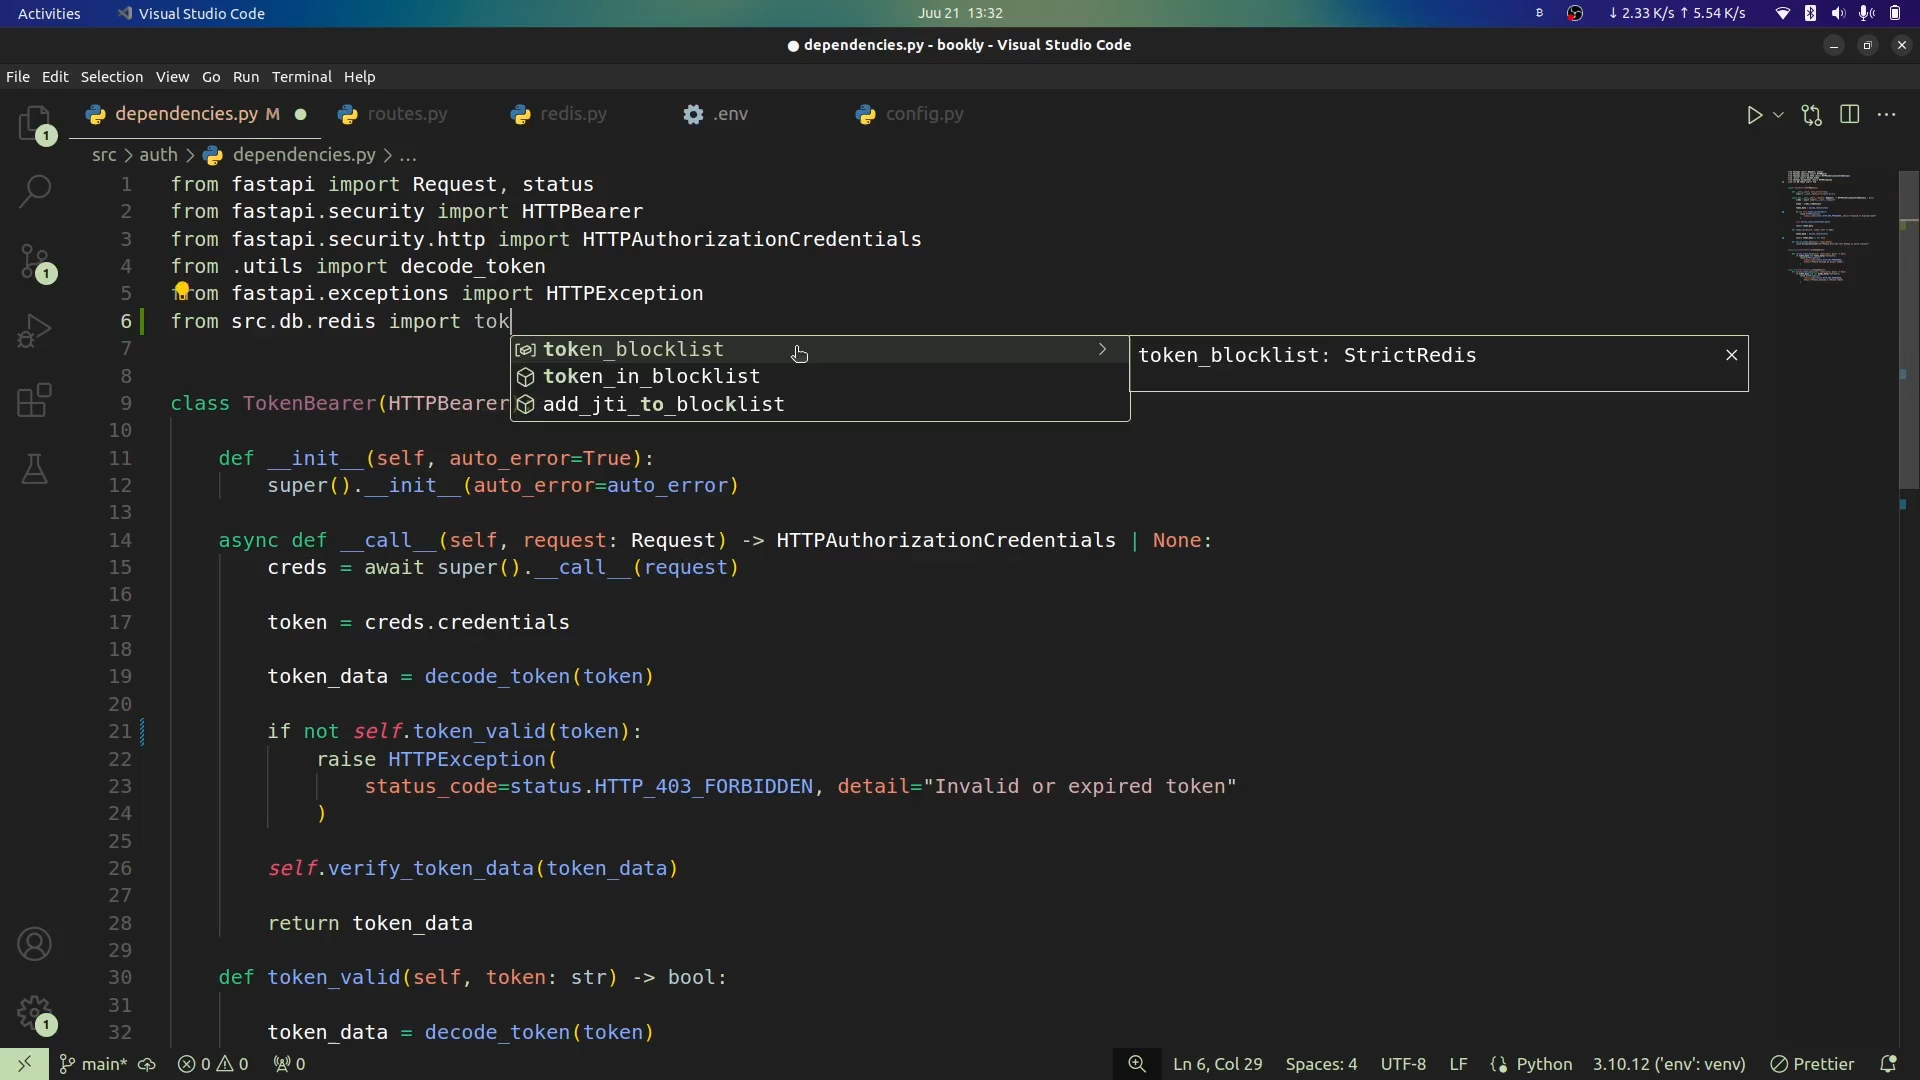 Activities Visual Studio Code Juu 21 13:32 ↓ 2.33 K/s ↑ 5.54 K/s
● dependencies.py - bookly - Visual Studio Code
File Edit Selection View Go Run Terminal Help
dependencies.py M ● routes.py redis.py .env config.py
1
src > auth > dependencies.py > ...
1 from fastapi import Request, status
2 from fastapi.security import HTTPBearer
3 from fastapi.security.http import HTTPAuthorizationCredentials
4 from .utils import decode_token
1
5 from fastapi.exceptions import HTTPException
6 from src.db.redis import tok
7
token_blocklist
token_blocklist: StrictRedis
8
token_in_blocklist
9 class TokenBearer(HTTPBearer
add_jti_to_blocklist
10
11 def __init__(self, auto_error=True):
12 super().__init__(auto_error=auto_error)
13
14 async def __call__(self, request: Request) -> HTTPAuthorizationCredentials | None:
15 creds = await super().__call__(request)
16
17 token = creds.credentials
18
19 token_data = decode_token(token)
20
21 if not self.token_valid(token):
22 raise HTTPException(
23 status_code=status.HTTP_403_FORBIDDEN, detail="Invalid or expired token"
24 )
25
26 self.verify_token_data(token_data)
27
28 return token_data
29
30 def token_valid(self, token: str) -> bool:
31
1
32 token_data = decode_token(token)
main* 0 0 0 Ln 6, Col 29 Spaces: 4 UTF-8 LF Python 3.10.12 ('env': venv) Prettier